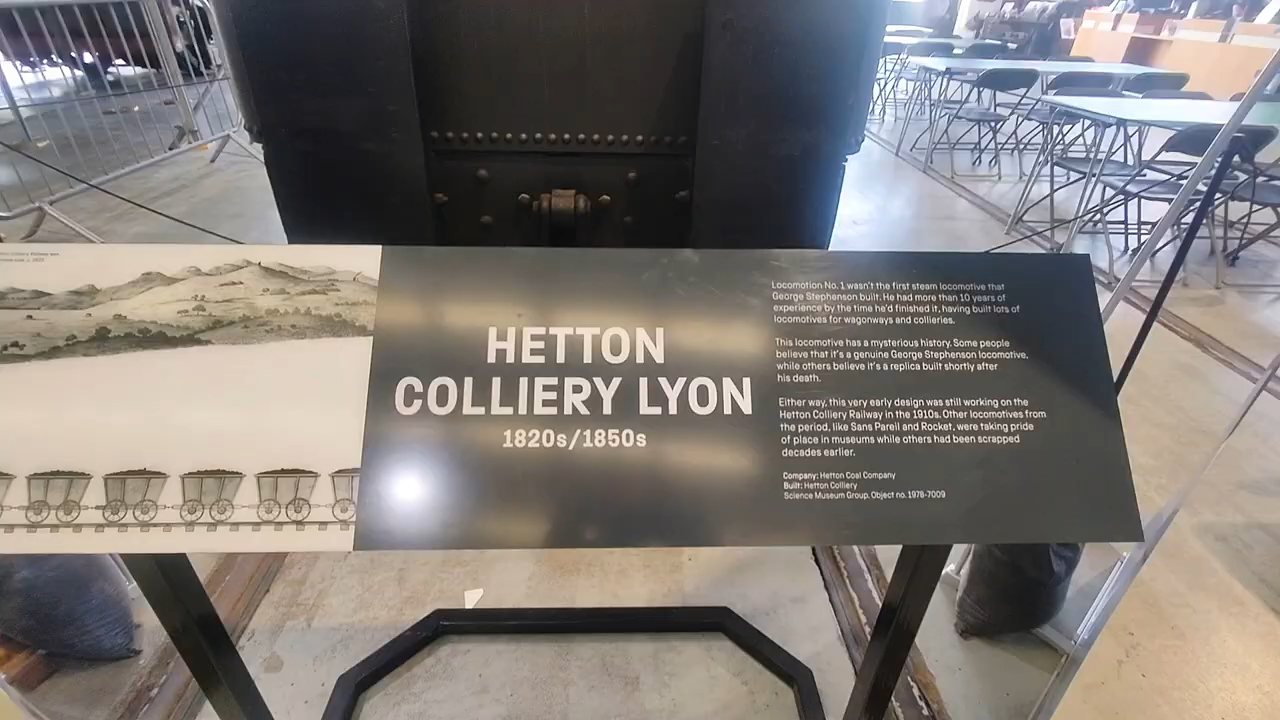 HETTON
COLLIERY LYON
1820s/1850s
Locomotion No. 1 wasn't the first steam locomotive that
George Stephenson built. He had more than 10 years of
experience by the time he'd finished it, having built lots of
locomotives for wagonways and collieries.
This locomotive has a mysterious history. Some people
believe that it's a genuine George Stephenson locomotive,
while others believe it's a replica built shortly after
his death.
Either way, this very early design was still working on the
Hetton Colliery Railway in the 1910s. Other locomotives from
the period, like Sans Pareil and Rocket, were taking pride
of place in museums while others had been scrapped
decades earlier.
Company: Hetton Coal Company
Built: Hetton Colliery
Science Museum Group. Object no. 1978-7009